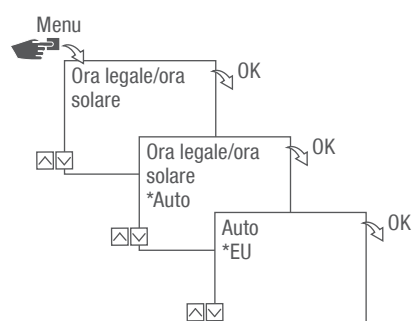 Menu
Ora legale/ora
solare
OK
Ora legale/ora
solare
*Auto
OK
Auto
*EU
OK